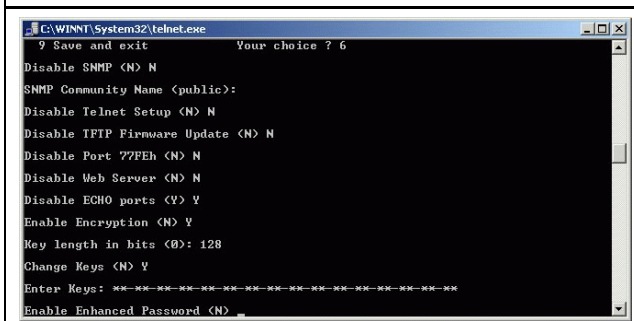 C:\WINNT\System32\telnet.exe
9 Save and exit Your choice ? 6
Disable SNMP (N) N
SNMP Community Name (public):
Disable Telnet Setup (N) N
Disable TFTP Firmware Update (N) N
Disable Port 77FEh (N) N
Disable Web Server (N) N
Disable ECHO ports (Y) Y
Enable Encryption (N) Y
Key length in bits (0): 128
Change Keys (N) Y
Enter Keys: **-**-**-**-**-**-**-**-**-**-**-**-**-**-**-**
Enable Enhanced Password (N) _